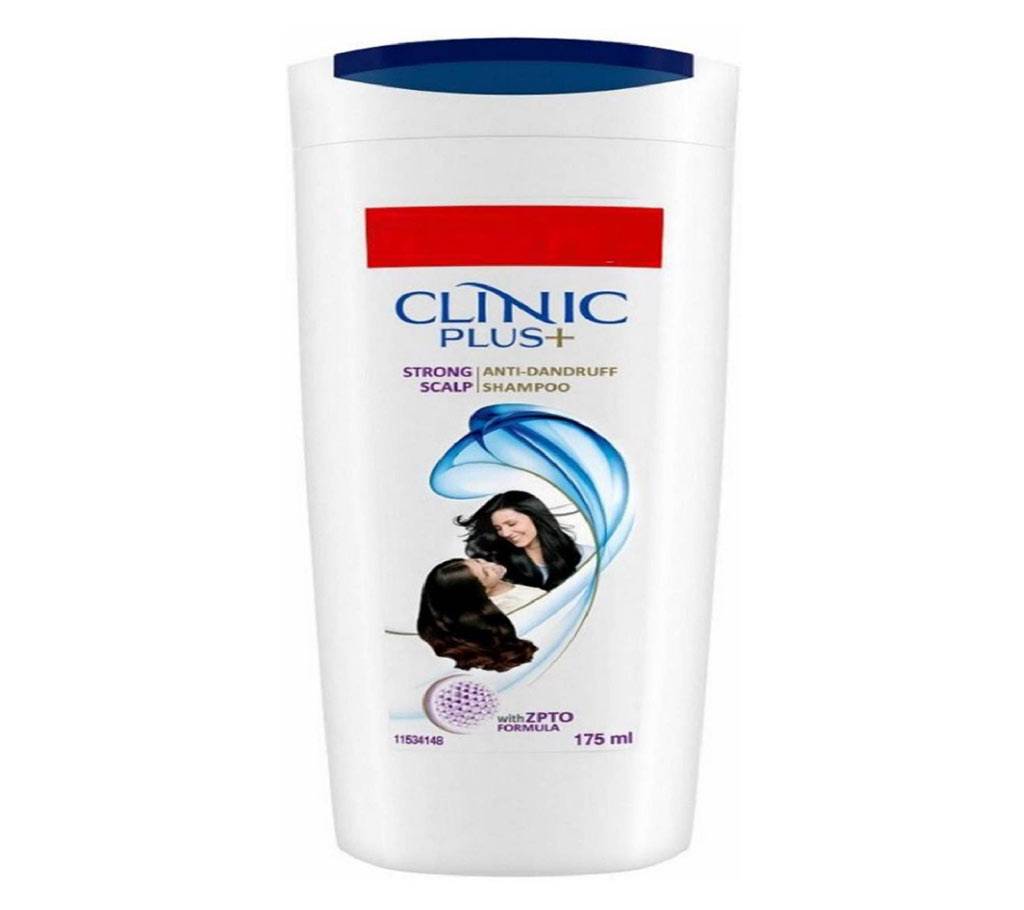 CLINIC
PLUS+
STRONG SCALP
ANTI-DANDRUFF SHAMPOO
with ZPTO
FORMULA
11534148
175 ml